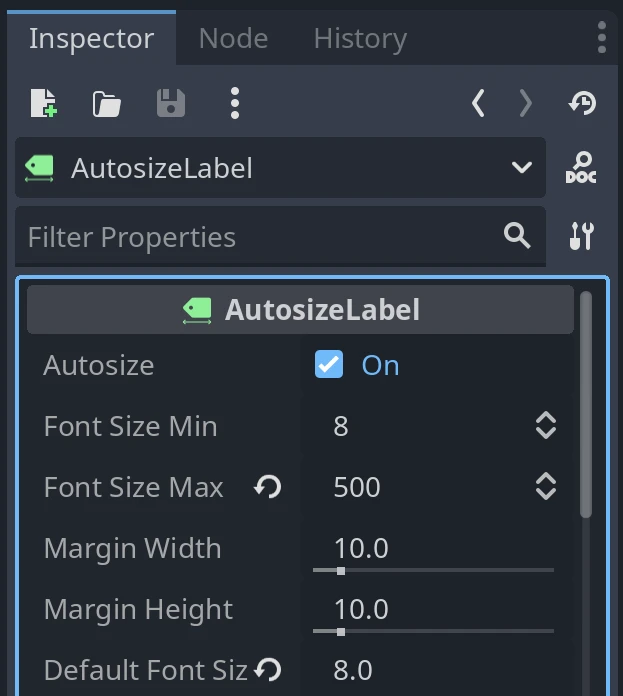 Inspector Node History
AutosizeLabel
DOC
Filter Properties
AutosizeLabel
Autosize On
Font Size Min 8
Font Size Max 500
Margin Width 10.0
Margin Height 10.0
Default Font Siz 8.0